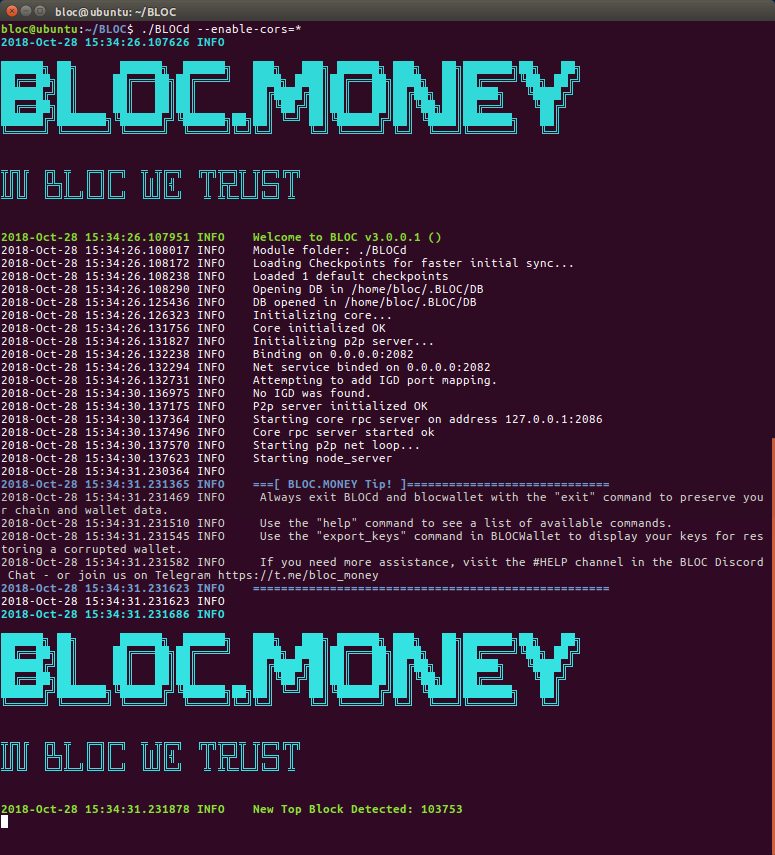 bloc@ubuntu: ~/BLOC
bloc@ubuntu:~/BLOC$ ./BLOCd --enable-cors=*
2018-Oct-28 15:34:26.107626 INFO
BLOC.MONEY
IN BLOC WE TRUST
2018-Oct-28 15:34:26.107951 INFO    Welcome to BLOC v3.0.0.1 ()
2018-Oct-28 15:34:26.108017 INFO    Module folder: ./BLOCd
2018-Oct-28 15:34:26.108172 INFO    Loading Checkpoints for faster initial sync...
2018-Oct-28 15:34:26.108238 INFO    Loaded 1 default checkpoints
2018-Oct-28 15:34:26.108290 INFO    Opening DB in /home/bloc/.BLOC/DB
2018-Oct-28 15:34:26.125436 INFO    DB opened in /home/bloc/.BLOC/DB
2018-Oct-28 15:34:26.126323 INFO    Initializing core...
2018-Oct-28 15:34:26.131756 INFO    Core initialized OK
2018-Oct-28 15:34:26.131827 INFO    Initializing p2p server...
2018-Oct-28 15:34:26.132238 INFO    Binding on 0.0.0.0:2082
2018-Oct-28 15:34:26.132294 INFO    Net service binded on 0.0.0.0:2082
2018-Oct-28 15:34:26.132731 INFO    Attempting to add IGD port mapping.
2018-Oct-28 15:34:30.136975 INFO    No IGD was found.
2018-Oct-28 15:34:30.137175 INFO    P2p server initialized OK
2018-Oct-28 15:34:30.137364 INFO    Starting core rpc server on address 127.0.0.1:2086
2018-Oct-28 15:34:30.137496 INFO    Core rpc server started ok
2018-Oct-28 15:34:30.137570 INFO    Starting p2p net loop...
2018-Oct-28 15:34:30.137623 INFO    Starting node_server
2018-Oct-28 15:34:31.230364 INFO
2018-Oct-28 15:34:31.231365 INFO    ===[ BLOC.MONEY Tip! ]=============================
2018-Oct-28 15:34:31.231469 INFO     Always exit BLOCd and blocwallet with the "exit" command to preserve you
r chain and wallet data.
2018-Oct-28 15:34:31.231510 INFO     Use the "help" command to see a list of available commands.
2018-Oct-28 15:34:31.231545 INFO     Use the "export_keys" command in BLOCWallet to display your keys for res
toring a corrupted wallet.
2018-Oct-28 15:34:31.231582 INFO     If you need more assistance, visit the #HELP channel in the BLOC Discord
 Chat - or join us on Telegram https://t.me/bloc_money
2018-Oct-28 15:34:31.231623 INFO    ===================================================
2018-Oct-28 15:34:31.231623 INFO
2018-Oct-28 15:34:31.231686 INFO
BLOC.MONEY
IN BLOC WE TRUST
2018-Oct-28 15:34:31.231878 INFO    New Top Block Detected: 103753